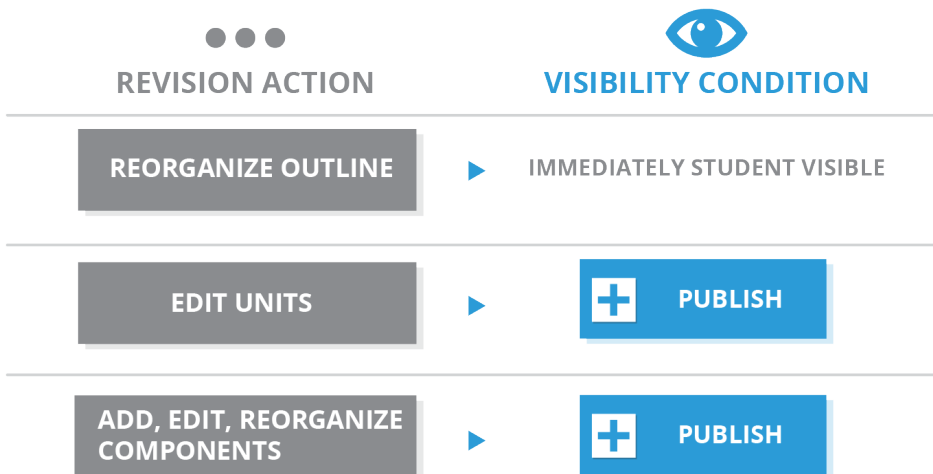 REVISION ACTION
VISIBILITY CONDITION
REORGANIZE OUTLINE
IMMEDIATELY STUDENT VISIBLE
EDIT UNITS
PUBLISH
ADD, EDIT, REORGANIZE
COMPONENTS
PUBLISH